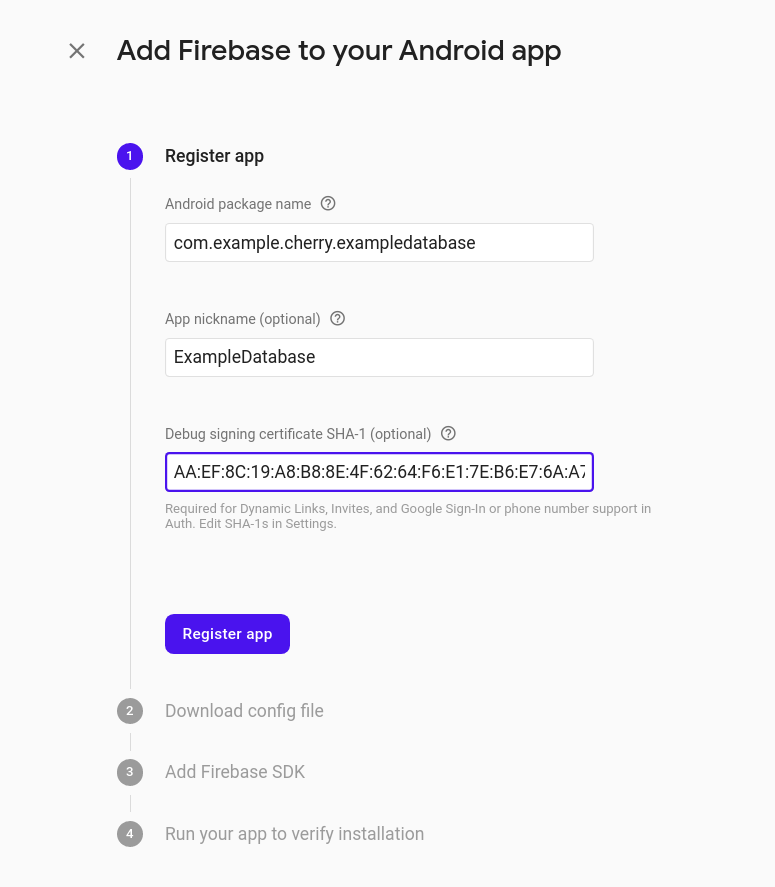 Add Firebase to your Android app
1 Register app
Android package name
com.example.cherry.exampledatabase
App nickname (optional)
ExampleDatabase
Debug signing certificate SHA-1 (optional)
AA:EF:8C:19:A8:B8:8E:4F:62:64:F6:E1:7E:B6:E7:6A:A7
Required for Dynamic Links, Invites, and Google Sign-In or phone number support in
Auth. Edit SHA-1s in Settings.
Register app
2 Download config file
3 Add Firebase SDK
4 Run your app to verify installation